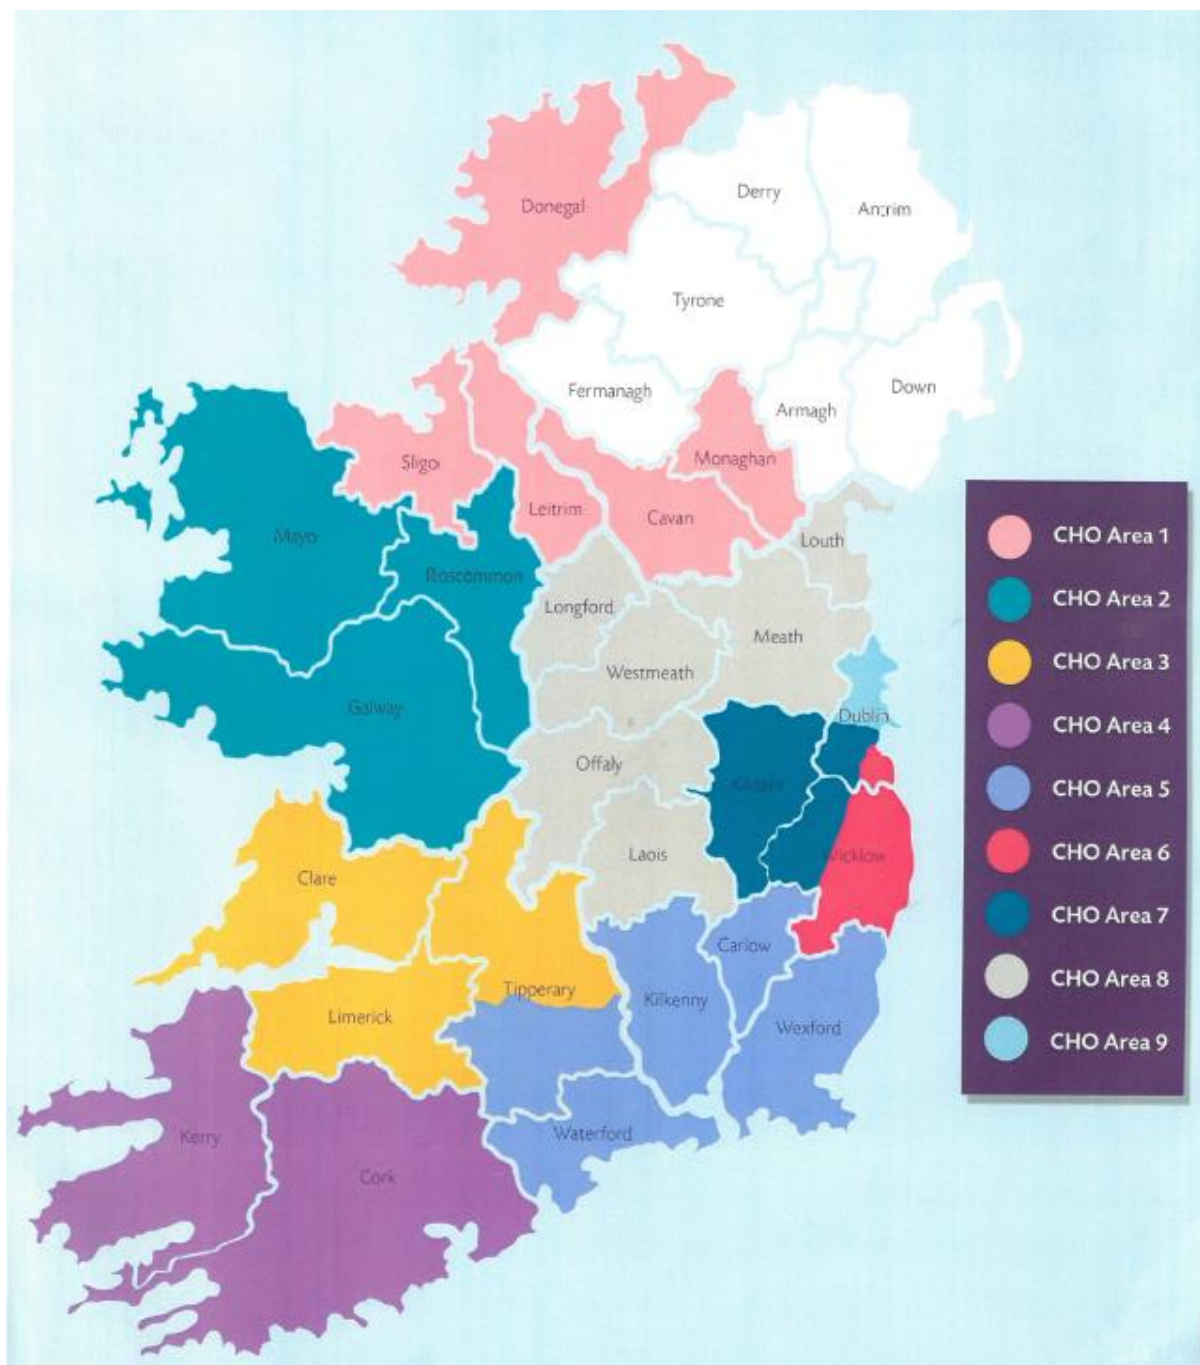 Donegal
Derry
Antrim
Tyrone
Fermanagh
Armagh
Down
Sligo
Leitrim
Cavan
Monaghan
Louth
Mayo
Roscommon
Longford
Meath
Westmeath
Galway
Dublin
Offaly
Kildare
Laois
Wicklow
Clare
Carlow
Tipperary
Kilkenny
Limerick
Wexford
Kerry
Waterford
Cork
CHO Area 1
CHO Area 2
CHO Area 3
CHO Area 4
CHO Area 5
CHO Area 6
CHO Area 7
CHO Area 8
CHO Area 9